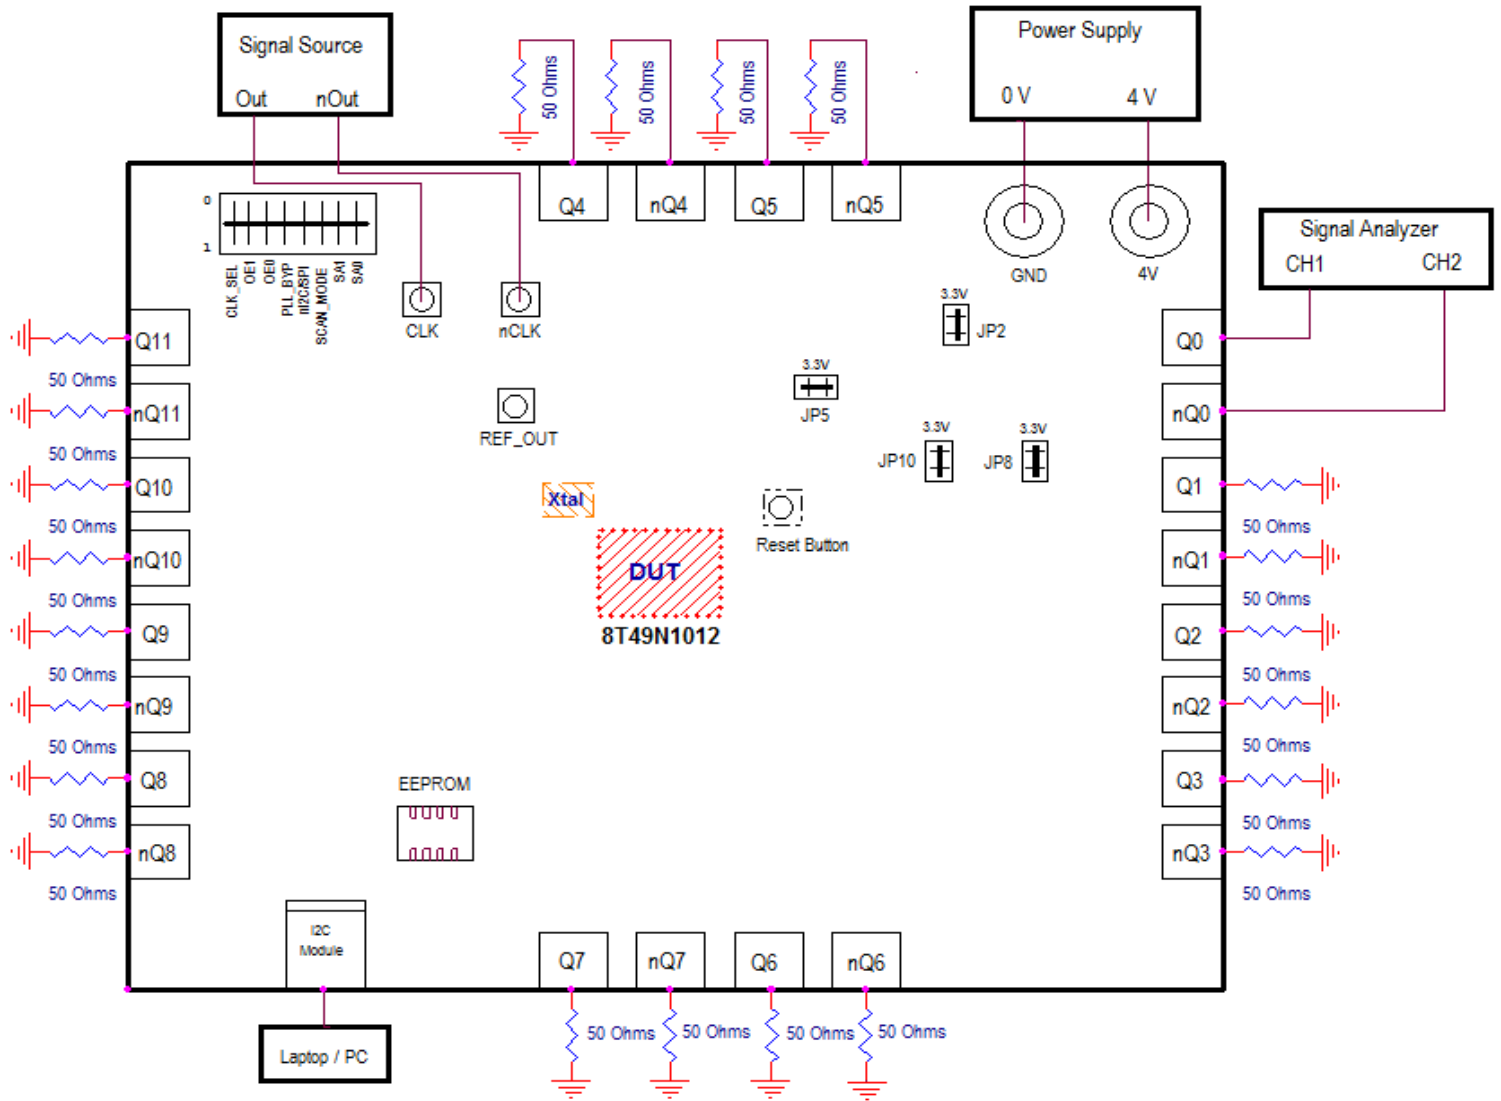 Signal Source
Out nOut
50 Ohms
50 Ohms
50 Ohms
50 Ohms
Power Supply
0 V 4 V
Q4
nQ4
Q5
nQ5
GND
4V
Signal Analyzer
CH1 CH2
0
1
CLK_SEL
OE1
OE0
PLL_BYP
nI2C/SPI
SCAN_MODE
SA1
SA0
CLK
nCLK
REF_OUT
3.3V
JP2
3.3V
JP5
3.3V
JP10
3.3V
JP8
Xtal
Reset Button
DUT
8T49N1012
Q11
50 Ohms
nQ11
50 Ohms
Q10
50 Ohms
nQ10
50 Ohms
Q9
50 Ohms
nQ9
50 Ohms
Q8
50 Ohms
nQ8
50 Ohms
Q0
nQ0
Q1
50 Ohms
nQ1
50 Ohms
Q2
50 Ohms
nQ2
50 Ohms
Q3
50 Ohms
nQ3
50 Ohms
EEPROM
I2C
Module
Laptop / PC
Q7
nQ7
Q6
nQ6
50 Ohms
50 Ohms
50 Ohms
50 Ohms